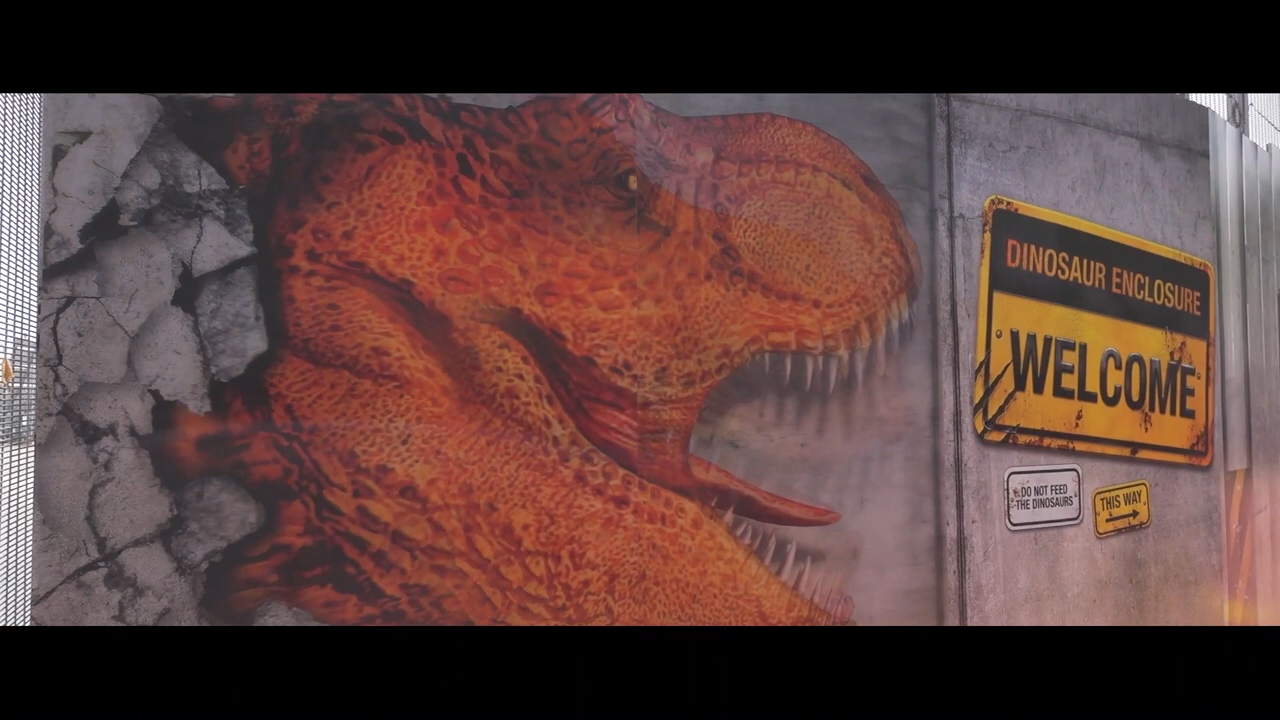 DINOSAUR ENCLOSURE
WELCOME
DO NOT FEED
THE DINOSAURS
THIS WAY